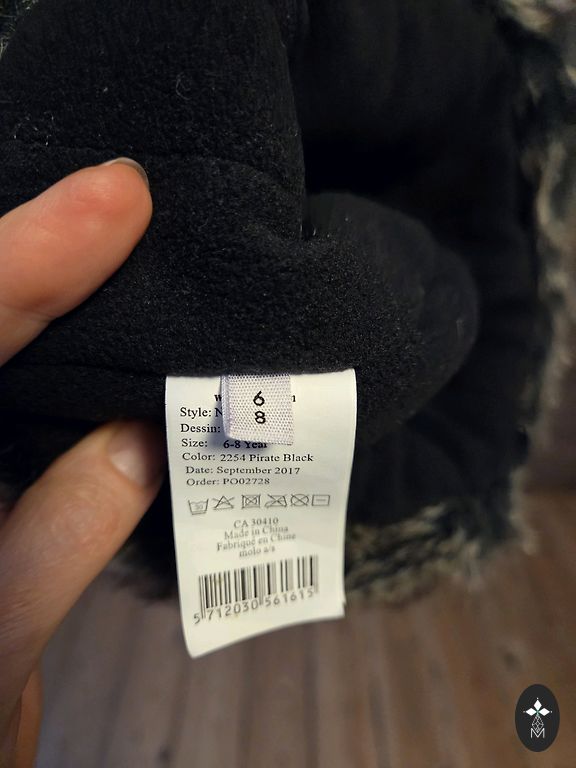 6
8
Style: N
Dessin:
Size: 6-8 Year
Color: 2254 Pirate Black
Date: September 2017
Order: PO02728
30
CA 30410
Made in China
Fabriqué en Chine
molo a/s
5 712030 561615
M